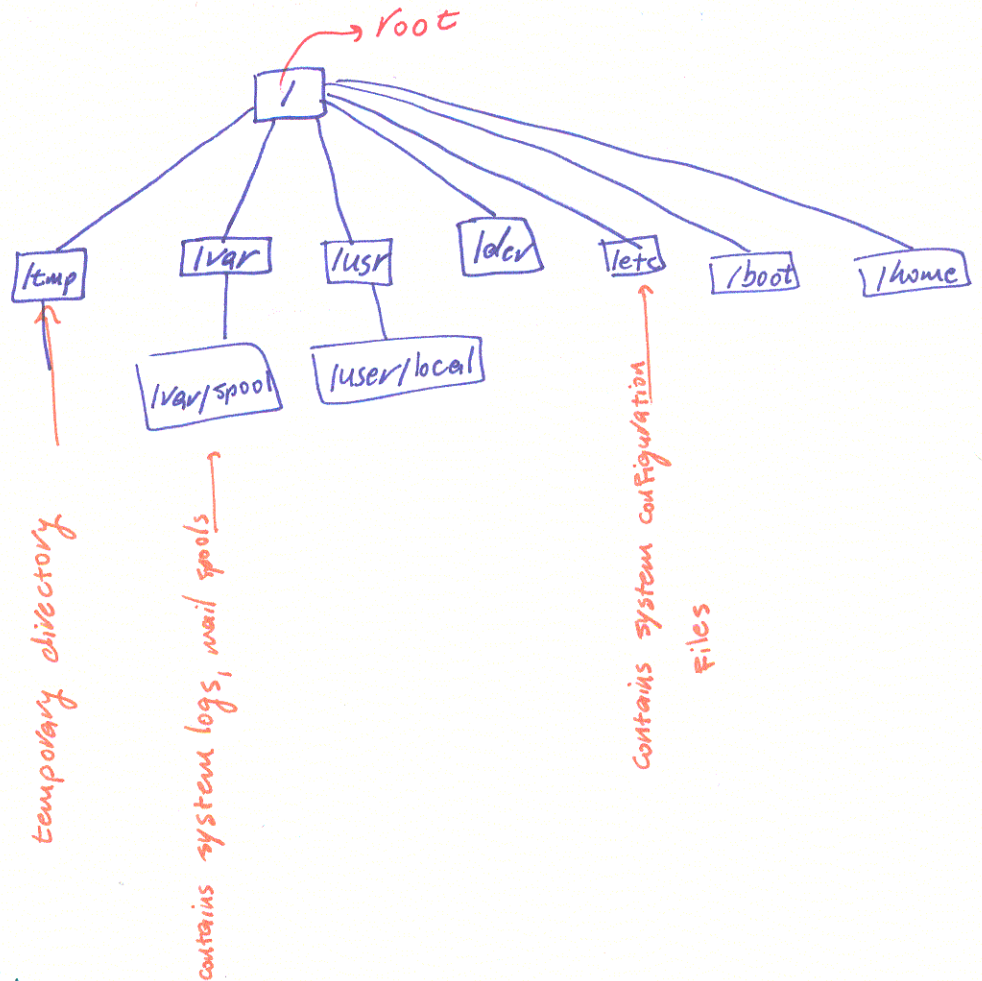 root
/
/tmp
/var
/usr
/dev
/etc
/boot
/home
/var/spool
/user/local
temporary directory
contains system logs, mail spools
contains system configuration
Files